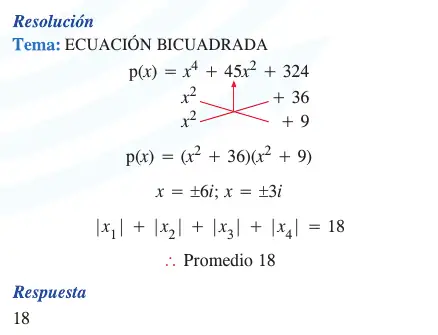 Resolución
Tema: ECUACIÓN BICUADRADA
p(x) = x⁴ + 45x² + 324
x² + 36
x² + 9
p(x) = (x² + 36)(x² + 9)
x = ±6i; x = ±3i
|x₁| + |x₂| + |x₃| + |x₄| = 18
∴ Promedio 18
Respuesta
18